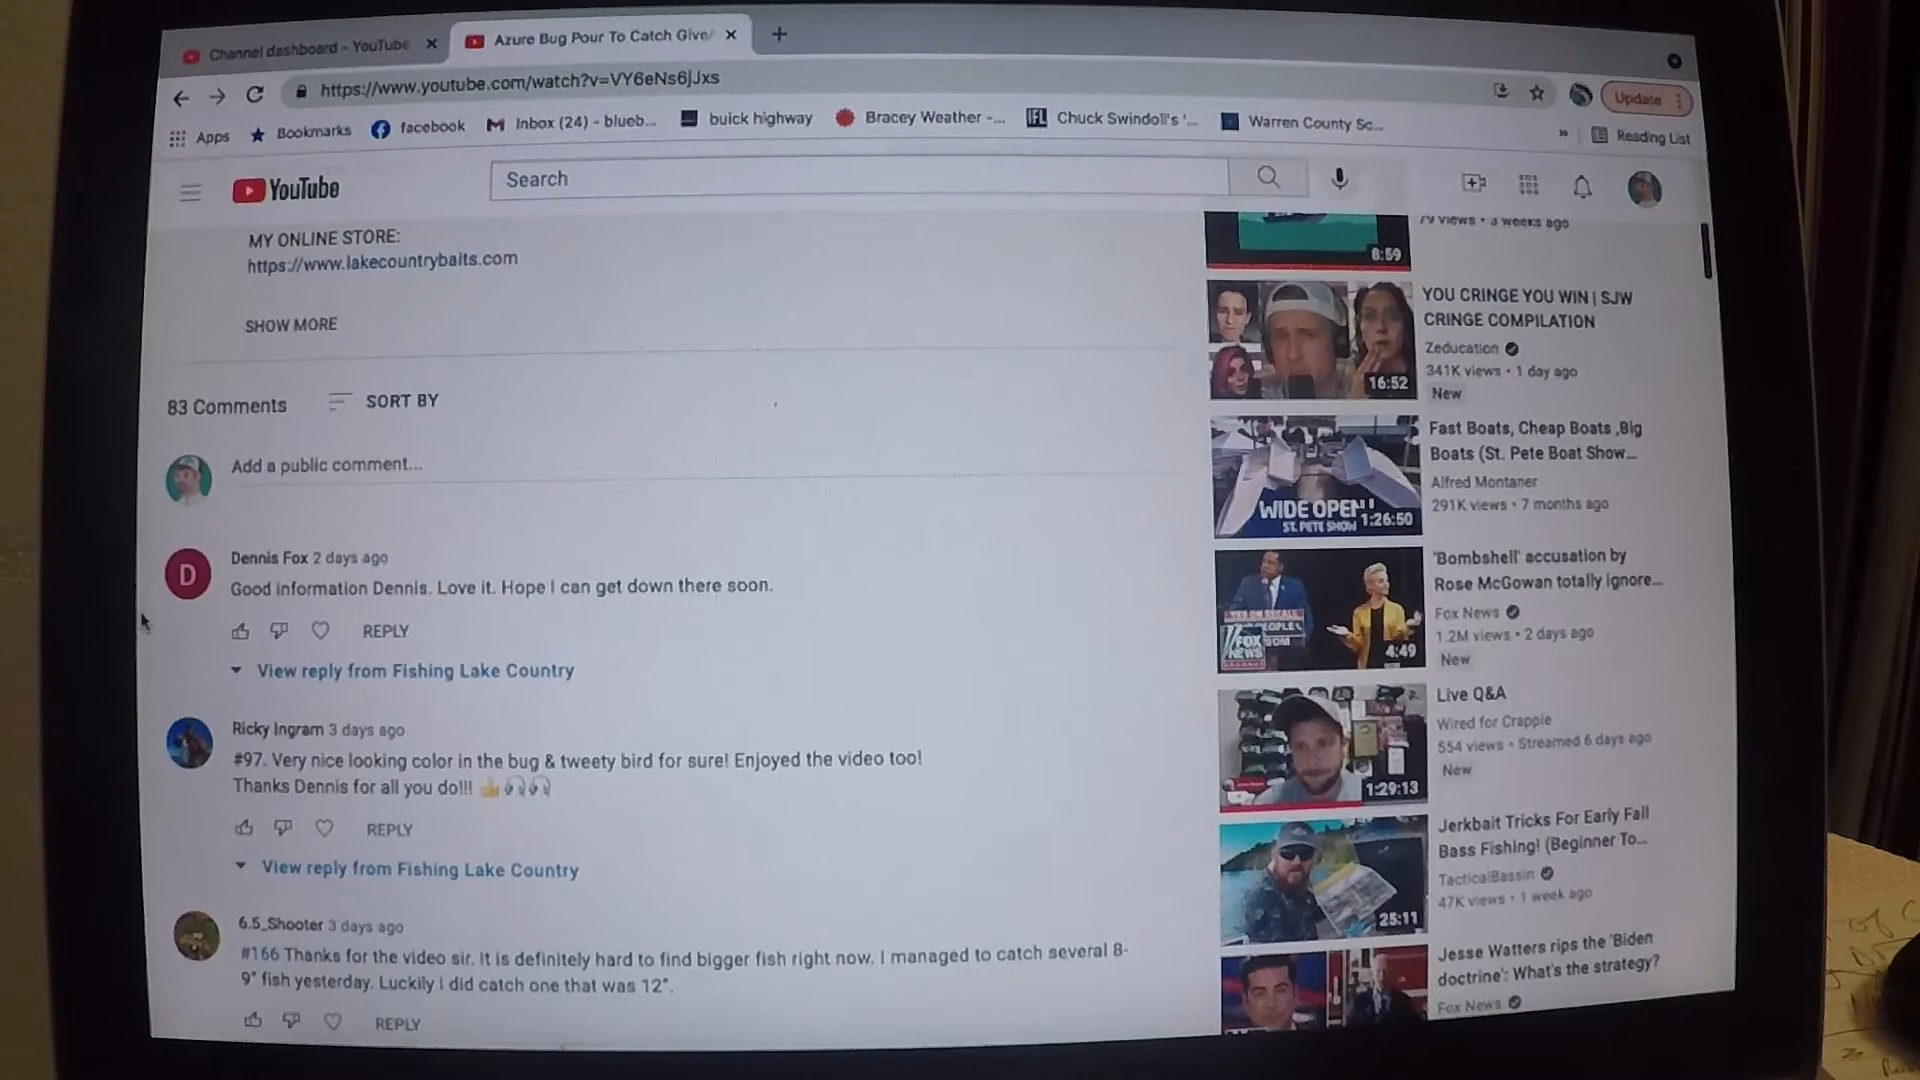 Channel dashboard - YouTube
Azure Bug Pour To Catch Give
https://www.youtube.com/watch?v=VY6eNs6jJxs
Update
Apps
Bookmarks
facebook
Inbox (24) - blueb...
buick highway
Bracey Weather -...
IFL
Chuck Swindoll's '...
Warren County Sc...
Reading List
YouTube
Search
MY ONLINE STORE:
https://www.lakecountrybaits.com
SHOW MORE
83 Comments
SORT BY
Add a public comment...
D
Dennis Fox 2 days ago
Good information Dennis. Love it. Hope I can get down there soon.
REPLY
View reply from Fishing Lake Country
Ricky Ingram 3 days ago
#97. Very nice looking color in the bug & tweety bird for sure! Enjoyed the video too!
Thanks Dennis for all you do!!! 👍🎣🎣
REPLY
View reply from Fishing Lake Country
6.5_Shooter 3 days ago
#166 Thanks for the video sir. It is definitely hard to find bigger fish right now. I managed to catch several 8-
9" fish yesterday. Luckily I did catch one that was 12".
REPLY
8:59
79 views • 3 weeks ago
16:52
YOU CRINGE YOU WIN | SJW
CRINGE COMPILATION
Zeducation
341K views • 1 day ago
New
WIDE OPEN!
ST. PETE SHOW
1:26:50
Fast Boats, Cheap Boats ,Big
Boats (St. Pete Boat Show...
Alfred Montaner
291K views • 7 months ago
FOX
NEWS
4:49
'Bombshell' accusation by
Rose McGowan totally ignore...
Fox News
1.2M views • 2 days ago
New
1:29:13
Live Q&A
Wired for Crappie
554 views • Streamed 6 days ago
New
25:11
Jerkbait Tricks For Early Fall
Bass Fishing! (Beginner To...
TacticalBassin
47K views • 1 week ago
Jesse Watters rips the 'Biden
doctrine': What's the strategy?
Fox News
of